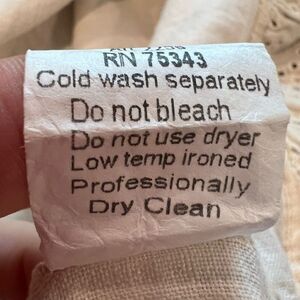 RN 75343
Cold wash separately
Do not bleach
Do not use dryer
Low temp ironed
Professionally
Dry Clean